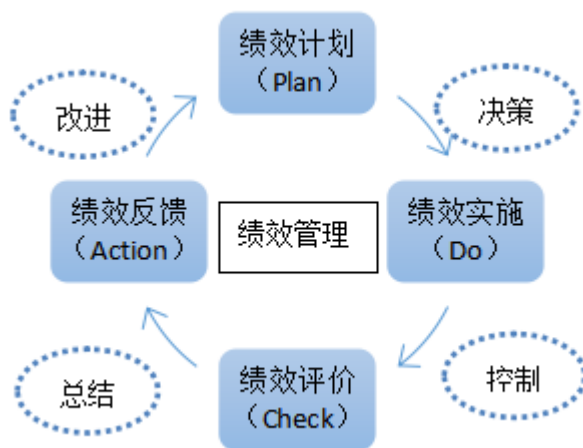 绩效计划
（Plan）
改进
决策
绩效反馈
（Action）
绩效管理
绩效实施
（Do）
总结
绩效评价
（Check）
控制